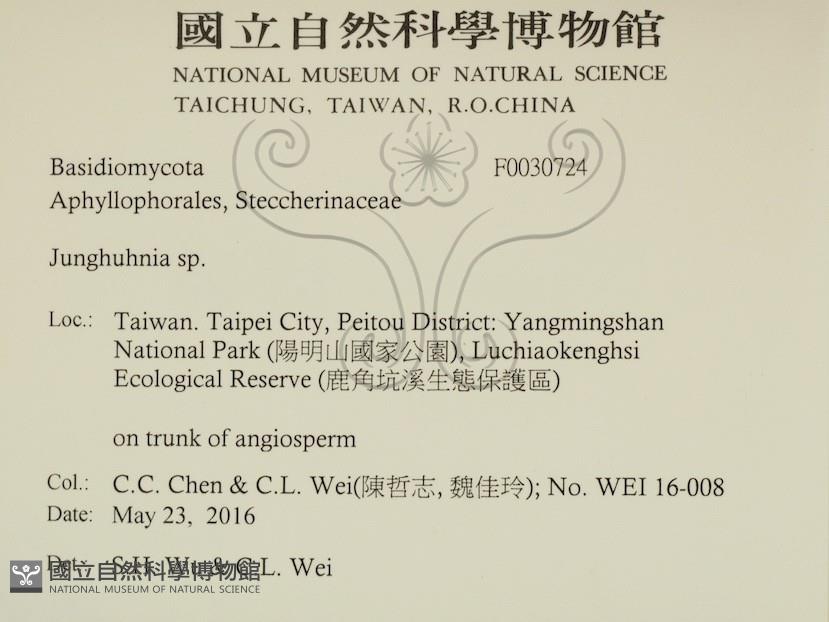 國立自然科學博物館
NATIONAL MUSEUM OF NATURAL SCIENCE
TAICHUNG, TAIWAN, R.O.CHINA
Basidiomycota F0030724
Aphyllophorales, Steccherinaceae
Junghuhnia sp.
Loc.: Taiwan. Taipei City, Peitou District: Yangmingshan
National Park (陽明山國家公園), Luchiaokenghsi
Ecological Reserve (鹿角坑溪生態保護區)
on trunk of angiosperm
Col.: C.C. Chen & C.L. Wei(陳哲志, 魏佳玲); No. WEI 16-008
Date: May 23, 2016
Det.: S.H. Wu & C.L. Wei
國立自然科學博物館
NATIONAL MUSEUM OF NATURAL SCIENCE